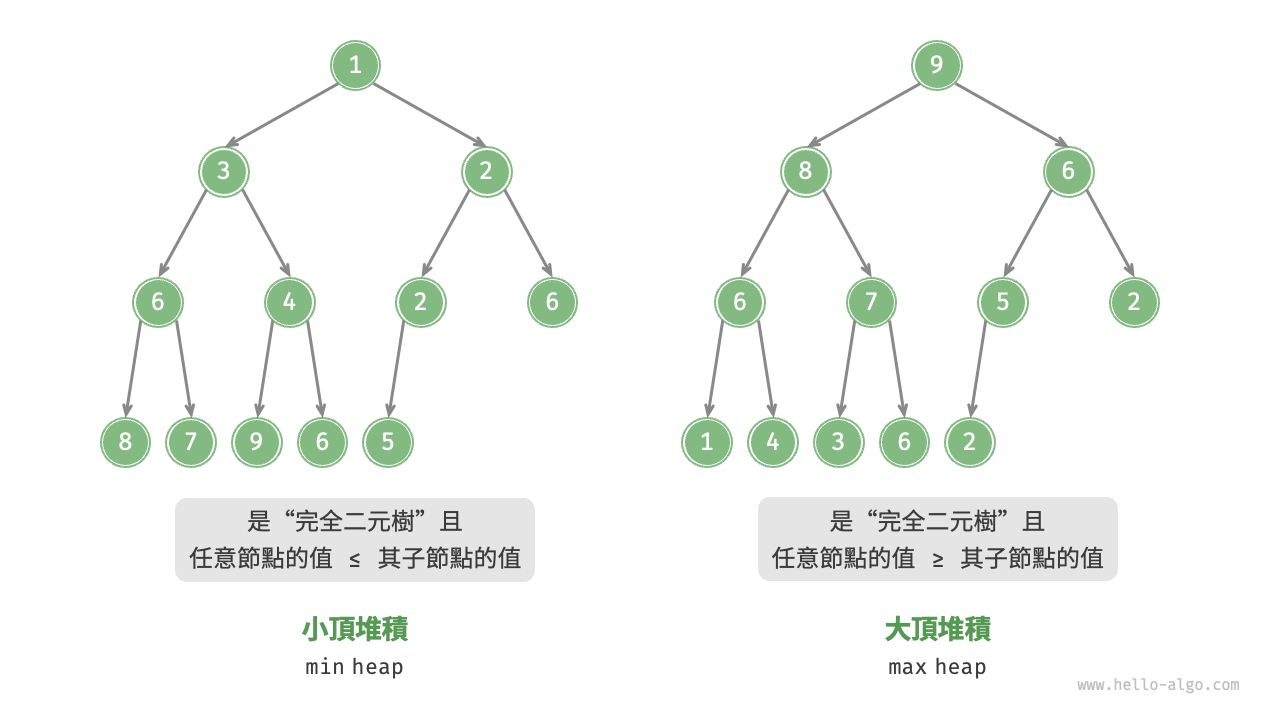 1
3 2
6 4 2 6
8 7 9 6 5
是“完全二元樹”且
任意節點的值 ≤ 其子節點的值
小頂堆積
min heap
9
8 6
6 7 5 2
1 4 3 6 2
是“完全二元樹”且
任意節點的值 ≥ 其子節點的值
大頂堆積
max heap
www.hello-algo.com